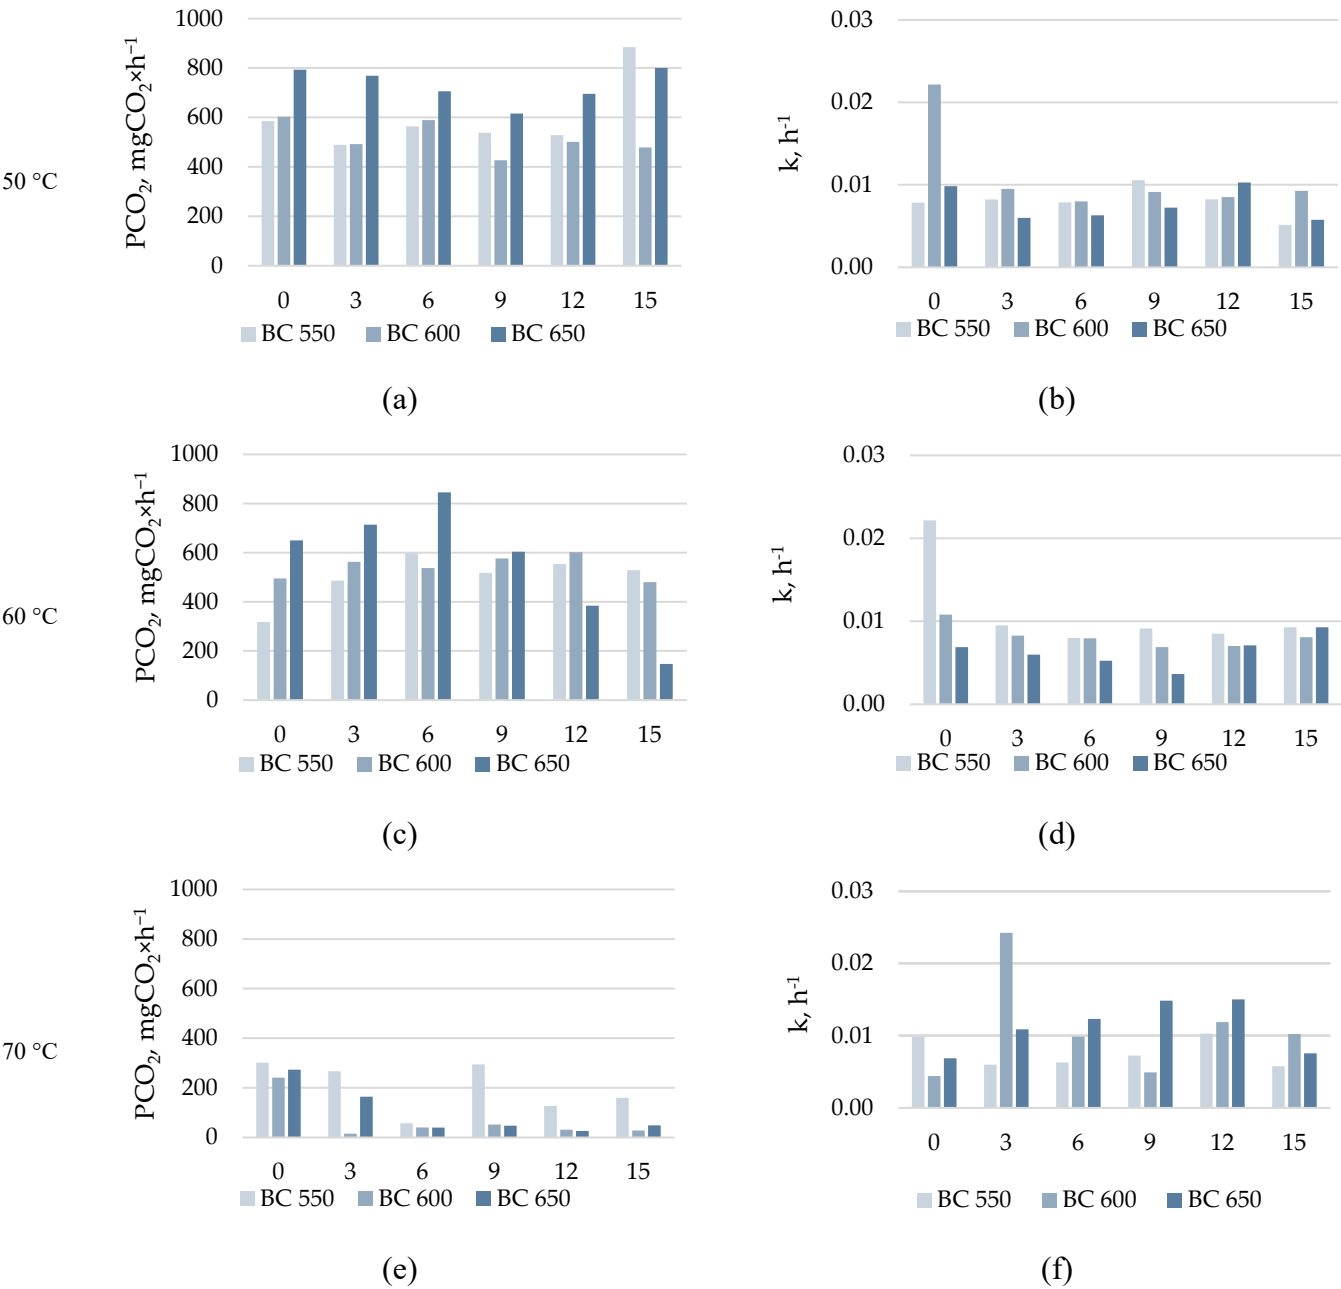 50 °C
PCO₂, mgCO₂×h⁻¹
1000
800
600
400
200
0
0 3 6 9 12 15
BC 550 BC 600 BC 650
(a)
k, h⁻¹
0.03
0.02
0.01
0.00
0 3 6 9 12 15
BC 550 BC 600 BC 650
(b)
60 °C
PCO₂, mgCO₂×h⁻¹
1000
800
600
400
200
0
0 3 6 9 12 15
BC 550 BC 600 BC 650
(c)
k, h⁻¹
0.03
0.02
0.01
0.00
0 3 6 9 12 15
BC 550 BC 600 BC 650
(d)
70 °C
PCO₂, mgCO₂×h⁻¹
1000
800
600
400
200
0
0 3 6 9 12 15
BC 550 BC 600 BC 650
(e)
k, h⁻¹
0.03
0.02
0.01
0.00
0 3 6 9 12 15
BC 550 BC 600 BC 650
(f)